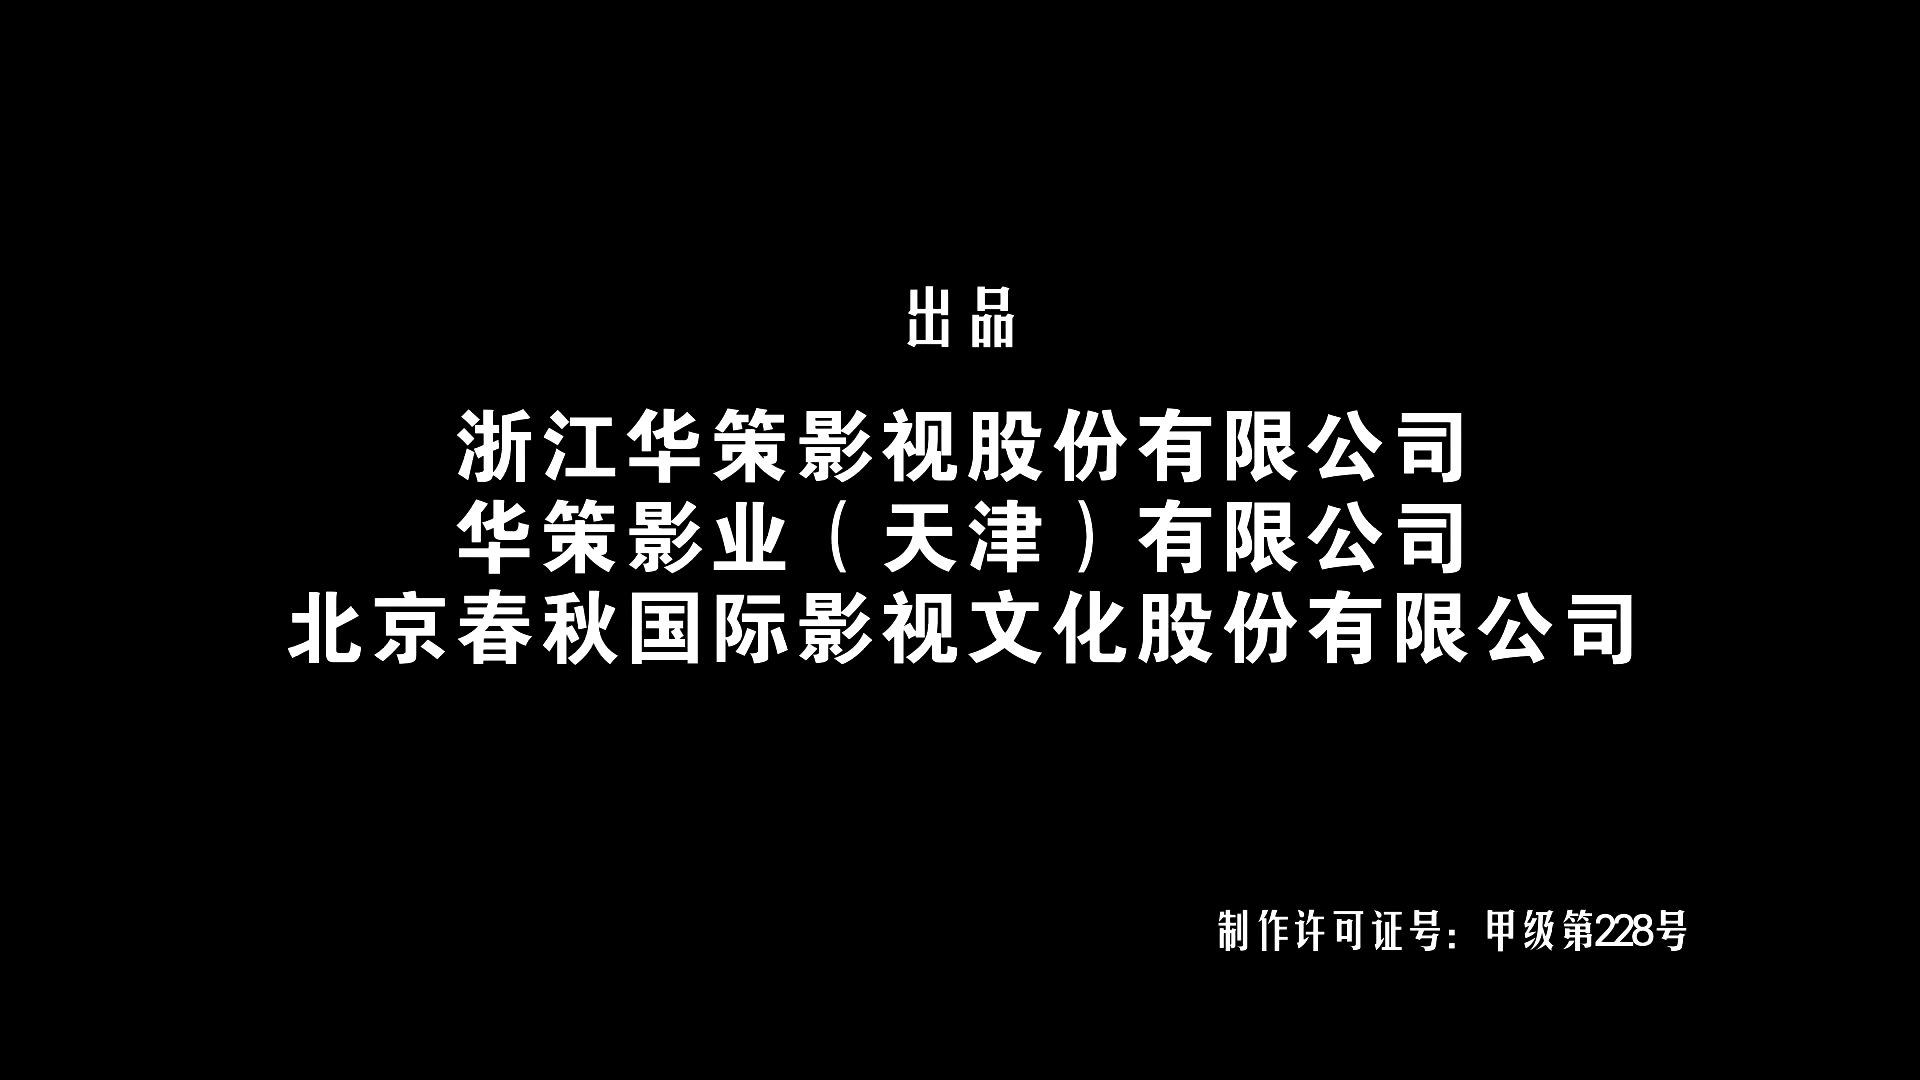 出品
浙江华策影视股份有限公司
华策影业（天津）有限公司
北京春秋国际影视文化股份有限公司
制作许可证号：甲级第228号